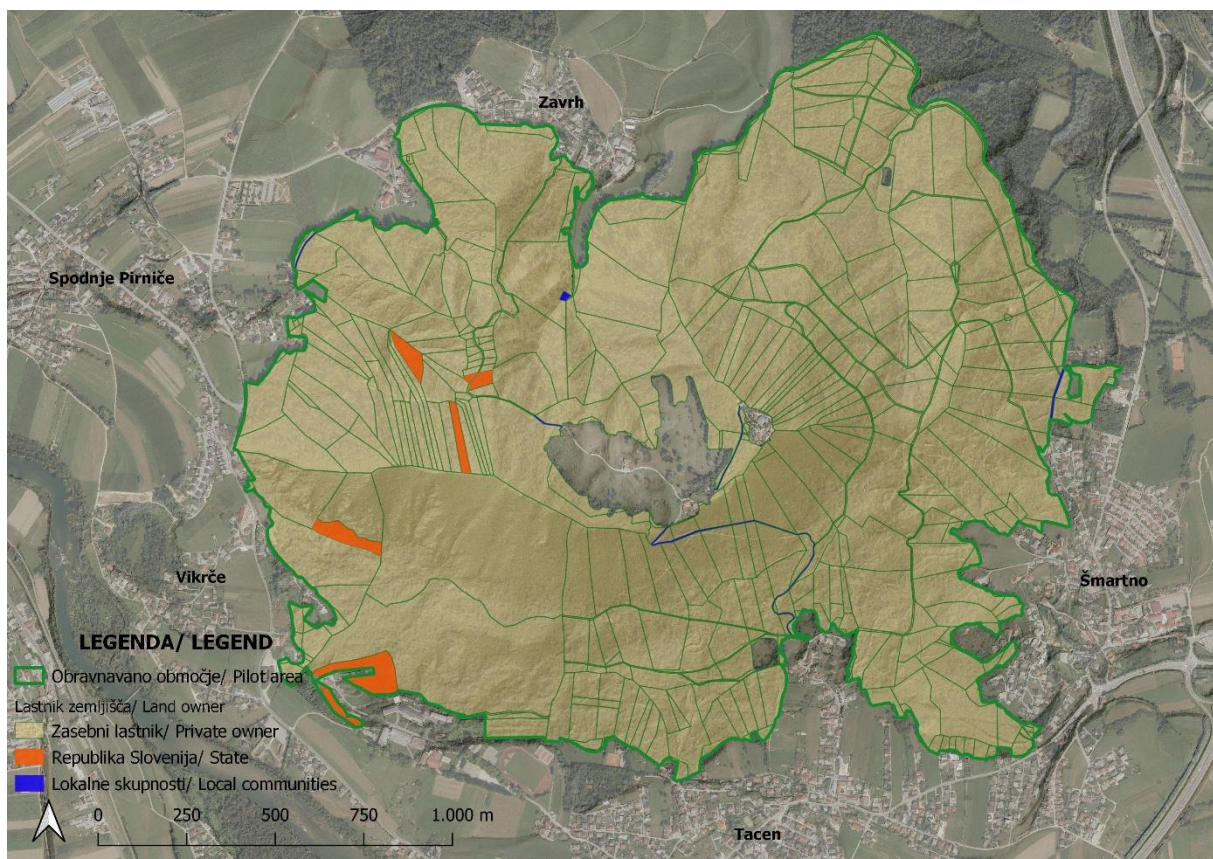 Zavrh
Spodnje Pirniče
Vikrče
Šmartno
LEGENDA/ LEGEND
Obravnavano območje/ Pilot area
Lastnik zemljišča/ Land owner
Zasebni lastnik/ Private owner
Republika Slovenija/ State
Lokalne skupnosti/ Local communities
0 250 500 750 1.000 m
Tacen